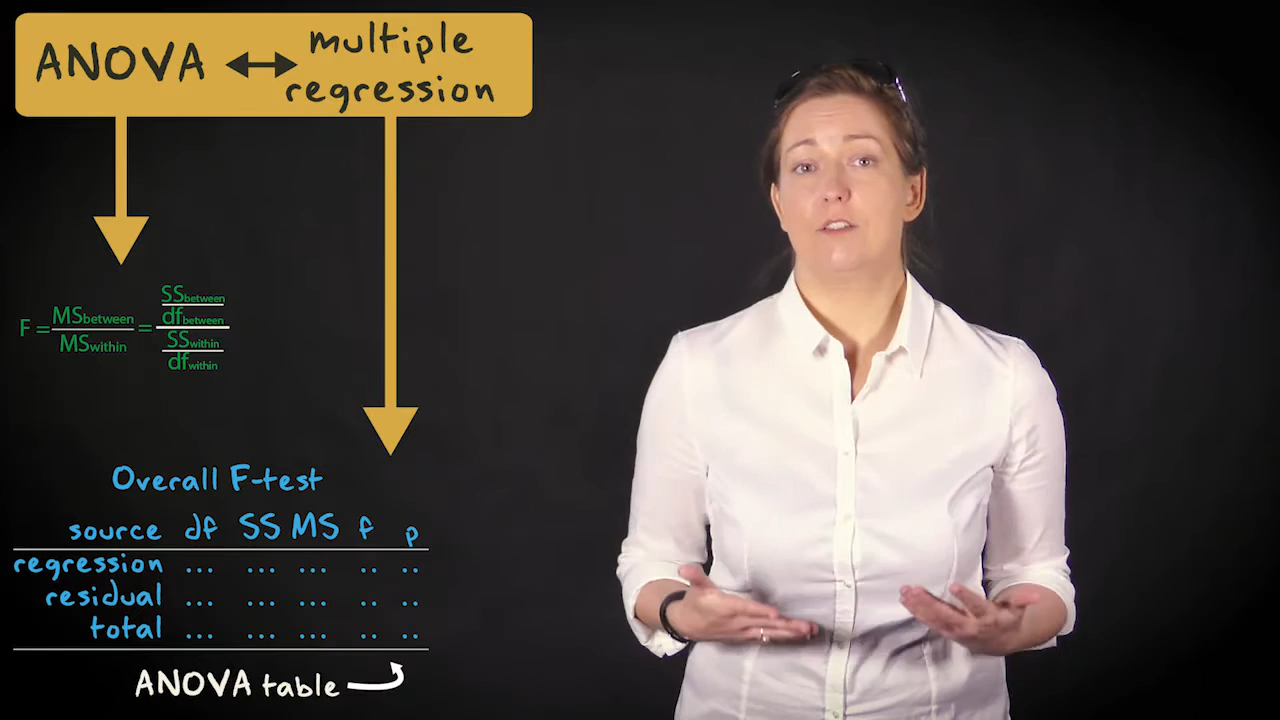 ANOVA ↔ multiple
regression
F = MSbetween / MSwithin = (SSbetween / dfbetween) / (SSwithin / dfwithin)
Overall F-test
source df SS MS f p
regression ... ... ... .. ..
residual ... ... ... .. ..
total ... ... ... .. ..
ANOVA table